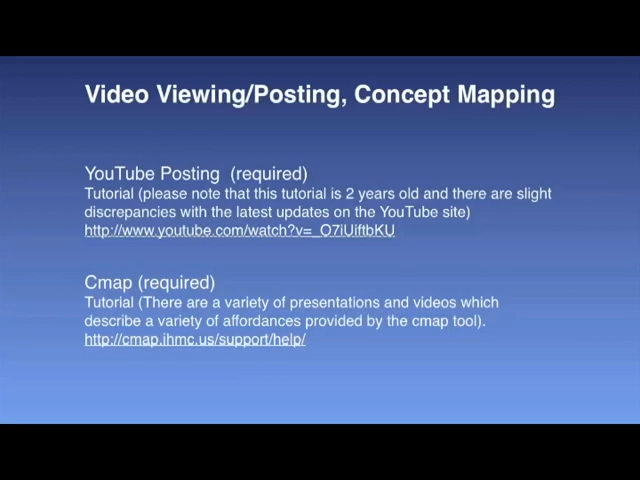 Video Viewing/Posting, Concept Mapping
YouTube Posting (required)
Tutorial (please note that this tutorial is 2 years old and there are slight
discrepancies with the latest updates on the YouTube site)
http://www.youtube.com/watch?v=_O7iUiftbKU
Cmap (required)
Tutorial (There are a variety of presentations and videos which
describe a variety of affordances provided by the cmap tool).
http://cmap.ihmc.us/support/help/